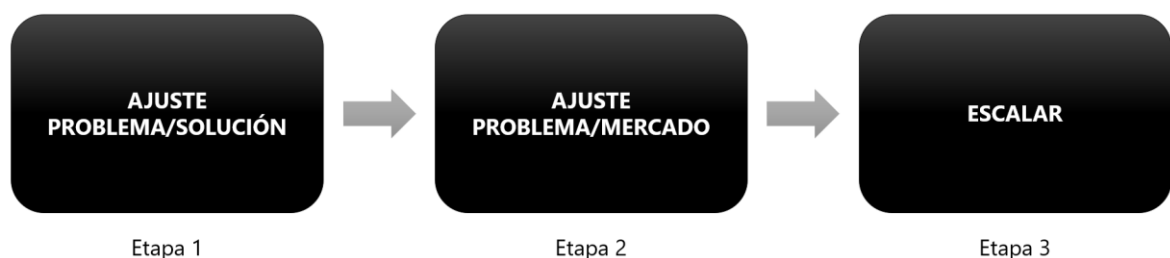 AJUSTE
PROBLEMA/SOLUCIÓN
AJUSTE
PROBLEMA/MERCADO
ESCALAR
Etapa 1
Etapa 2
Etapa 3